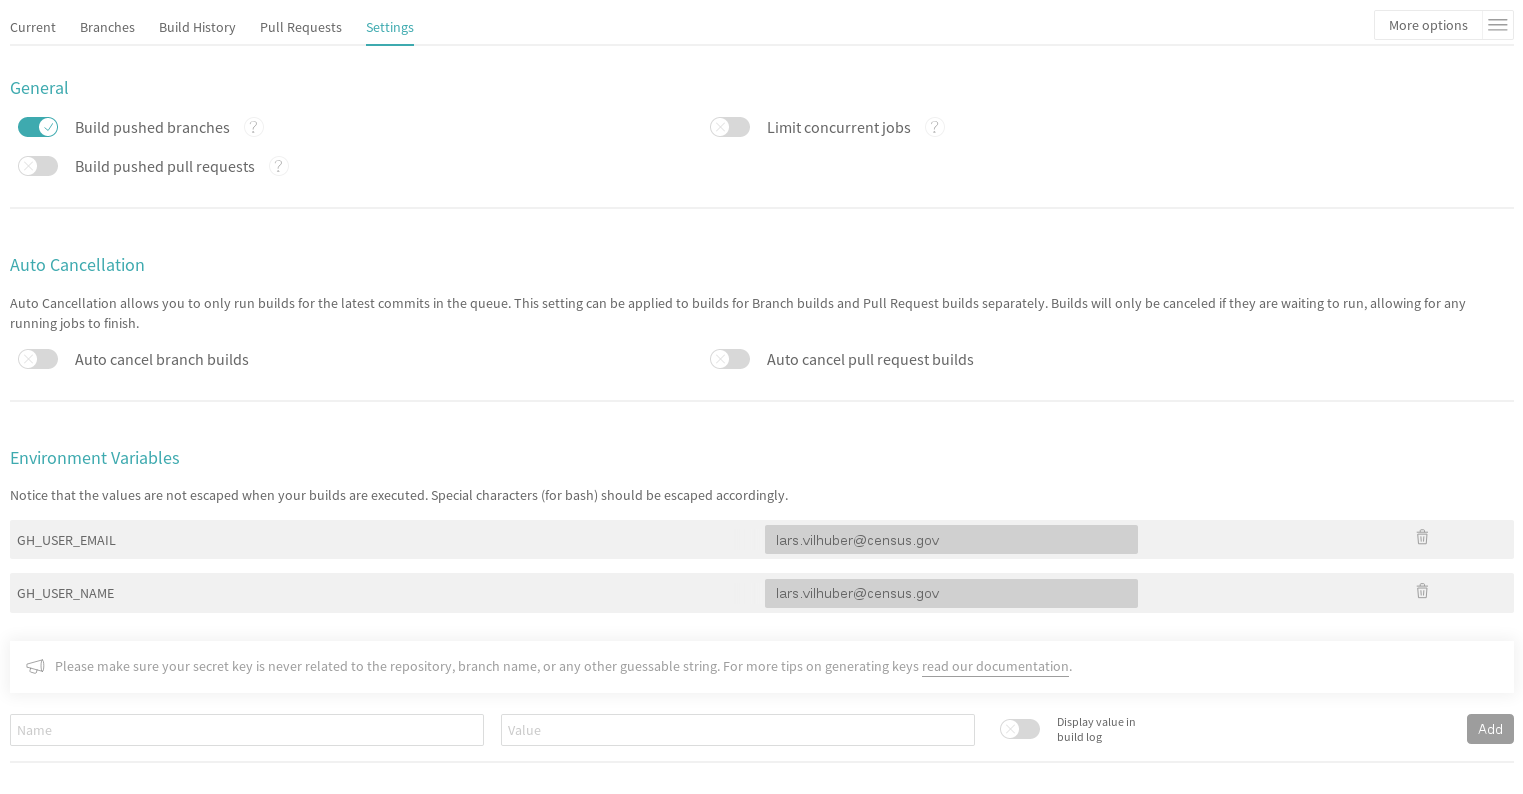 Current Branches Build History Pull Requests Settings More options
General
Build pushed branches ? Limit concurrent jobs ?
Build pushed pull requests ?
Auto Cancellation
Auto Cancellation allows you to only run builds for the latest commits in the queue. This setting can be applied to builds for Branch builds and Pull Request builds separately. Builds will only be canceled if they are waiting to run, allowing for any
running jobs to finish.
Auto cancel branch builds Auto cancel pull request builds
Environment Variables
Notice that the values are not escaped when your builds are executed. Special characters (for bash) should be escaped accordingly.
GH_USER_EMAIL lars.vilhuber@census.gov
GH_USER_NAME lars.vilhuber@census.gov
Please make sure your secret key is never related to the repository, branch name, or any other guessable string. For more tips on generating keys read our documentation.
Name Value Display value in
build log
Add